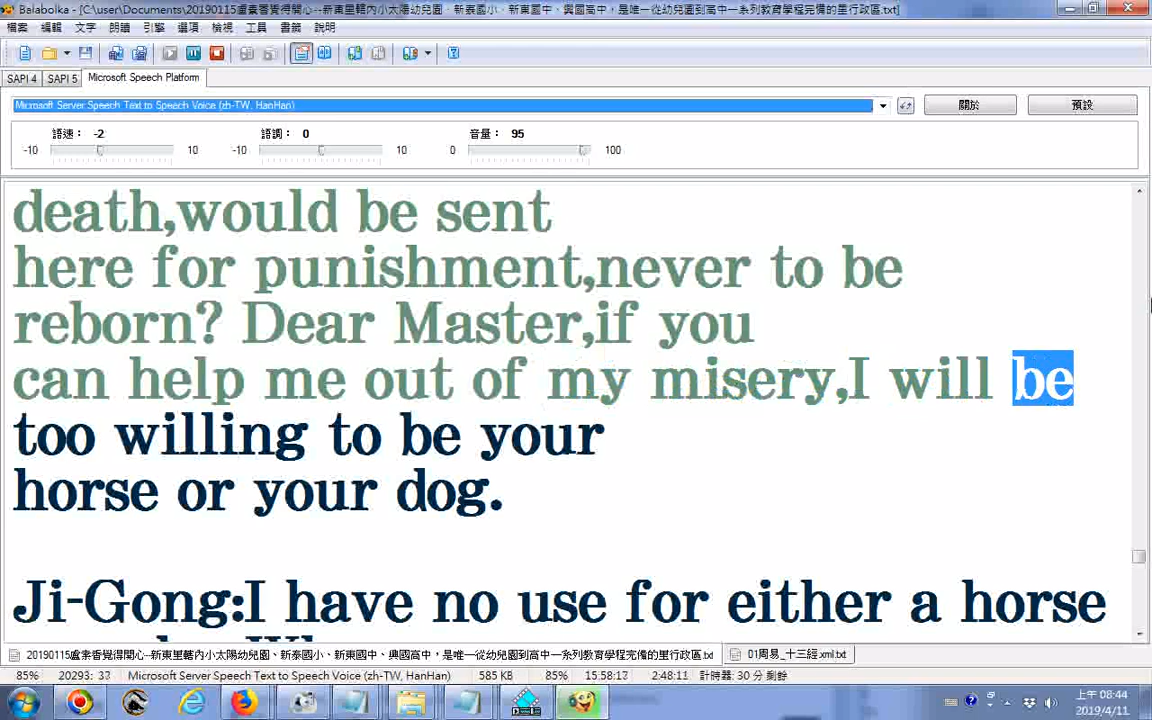 Balabolka - [C:\user\Documents\20190115盧素香覺得開心--新東里轄內小太陽幼兒園、新泰國小、新東國中、興國高中，是唯一從幼兒園到高中一系列教育學程完備的里行政區.txt]
檔案 編輯 文字 朗讀 引擎 選項 檢視 工具 書籤 說明
SAPI 4 SAPI 5 Microsoft Speech Platform
Microsoft Server Speech Text to Speech Voice (zh-TW, HanHan)
關於 預設
語速： -2 語調： 0 音量： 95
-10 10 -10 10 0 100
death,would be sent
here for punishment,never to be
reborn? Dear Master,if you
can help me out of my misery,I will be
too willing to be your
horse or your dog.
Ji-Gong:I have no use for either a horse
20190115盧素香覺得開心--新東里轄內小太陽幼兒園、新泰國小、新東國中、興國高中，是唯一從幼兒園到高中一系列教育學程完備的里行政區.txt 01周易_十三經.xml.txt
85% 20293: 33 Microsoft Server Speech Text to Speech Voice (zh-TW, HanHan) 585 KB 85% 15:58:17 2:48:11 計時器: 30 分 剩餘
上午 08:44
2019/4/11